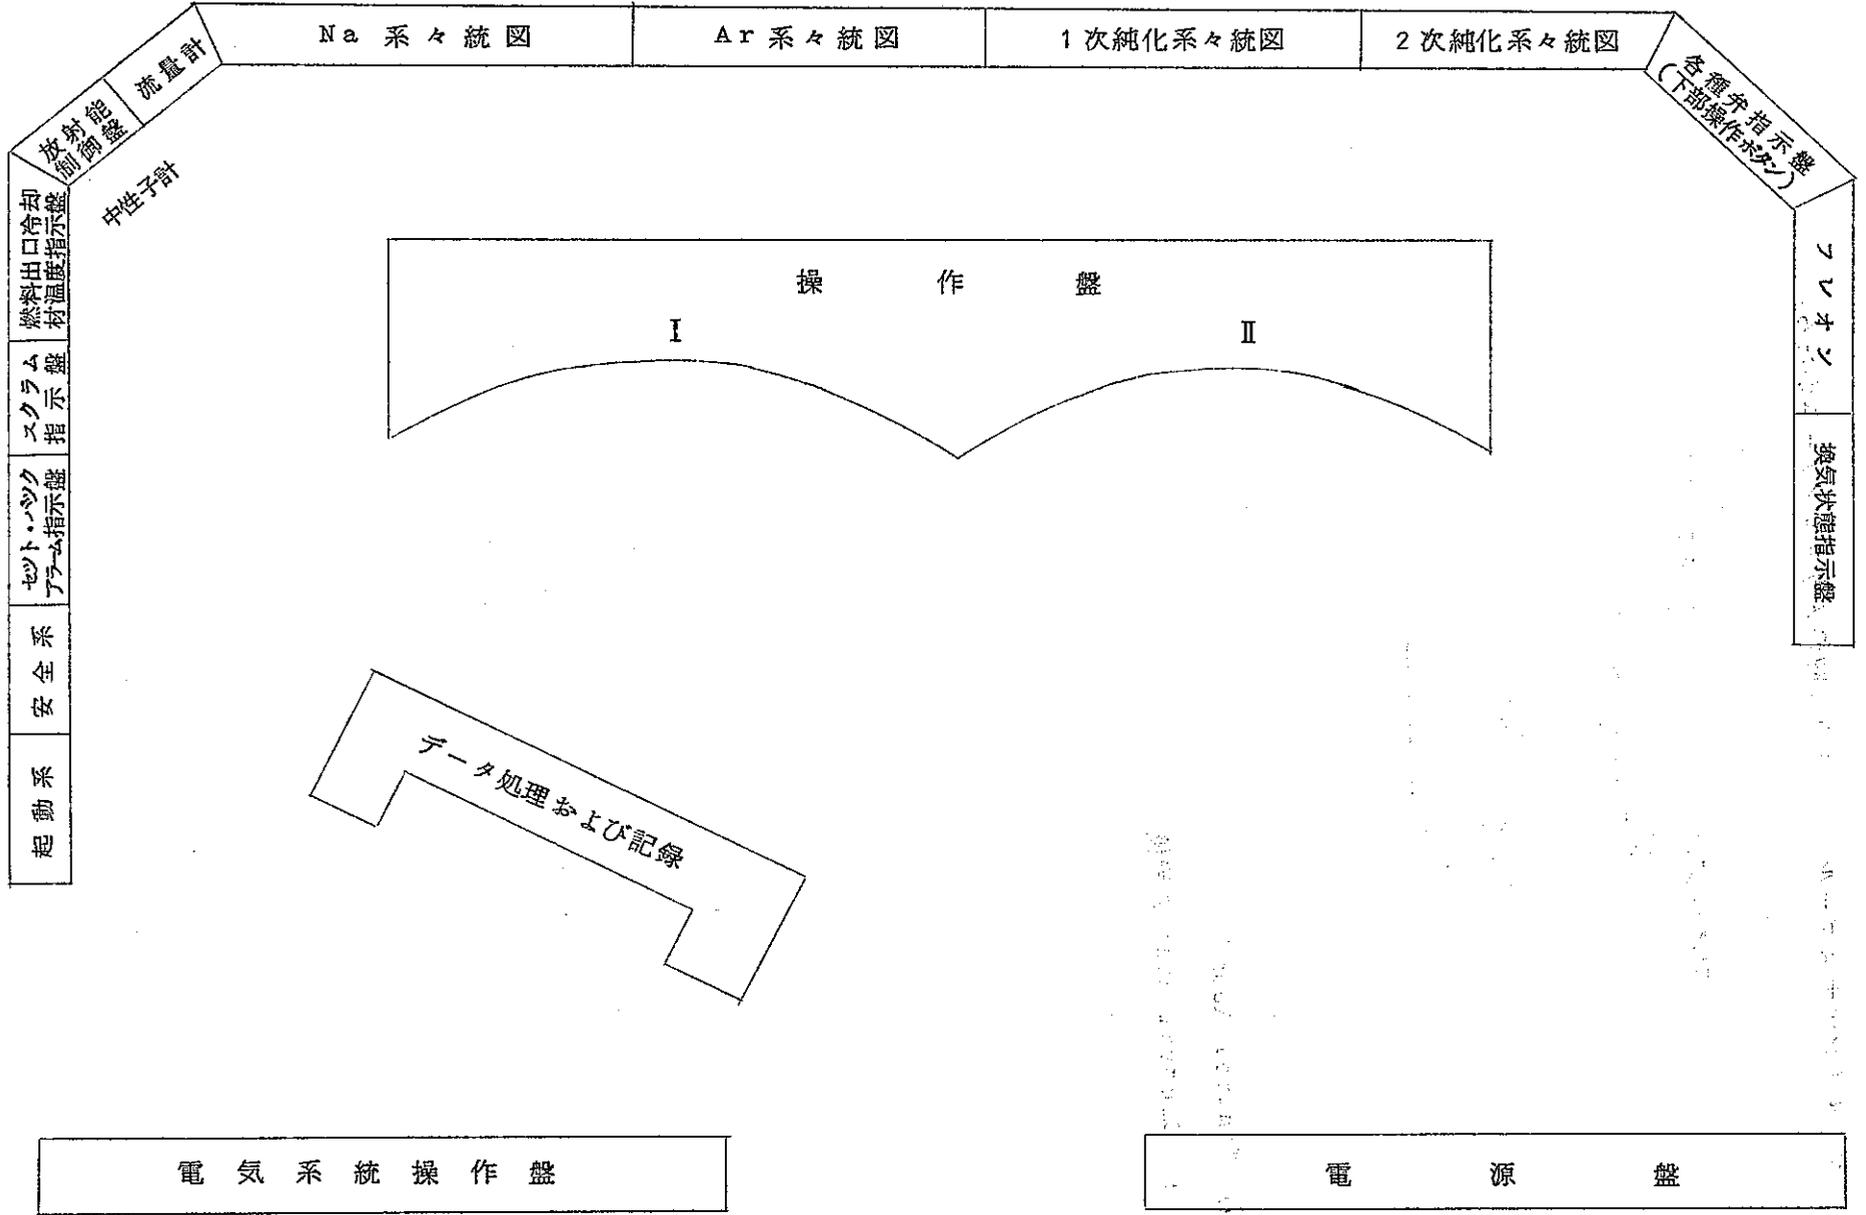 Na 系々統図
Ar 系々統図
1次純化系々統図
2次純化系々統図
流量計
放射能
制御盤
中性子計
各種弁指示盤
(下部操作ボタン)
燃料出口冷却
材温度指示盤
スクラム
指示盤
セット・バック
アラーム指示盤
安全系
起動系
操作盤
I
II
フレオン
換気状態指示盤
データ処理および記録
電気系統操作盤
電源盤